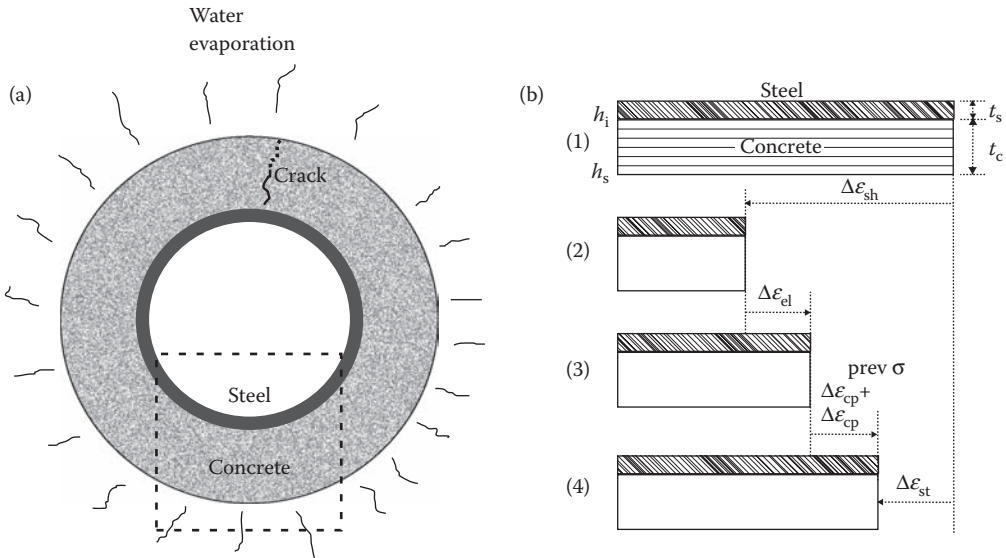 Water
evaporation
(a)
Crack
Steel
Concrete
(b)
Steel
h_i
t_s
(1)
Concrete
t_c
h_s
Δε_sh
(2)
Δε_el
(3)
prev σ
Δε_cp+
Δε_cp
(4)
Δε_st